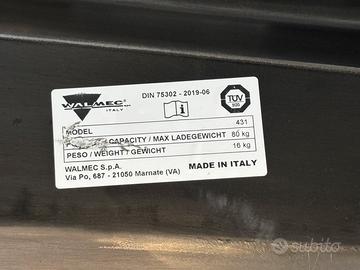 WALMEC
ITALY
DIN 75302 - 2019-06
TÜV
MODEL 431
CAPACITY / MAX LADEGEWICHT 80 kg
PESO / WEIGHT / GEWICHT 16 kg
WALMEC S.p.A.
Via Po, 687 - 21050 Marnate (VA)
MADE IN ITALY
subito